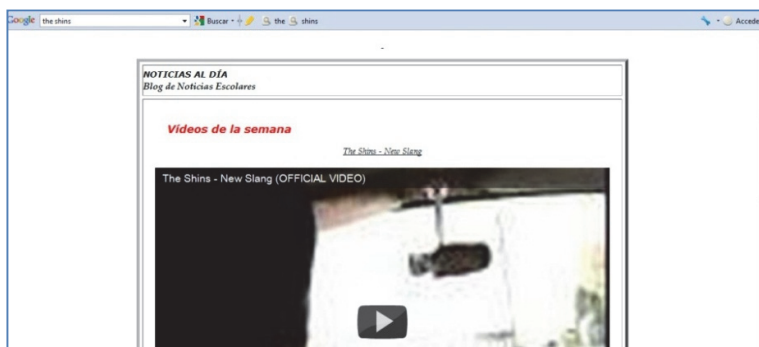 Google the shins Buscar the shins Accede
NOTICIAS AL DÍA
Blog de Noticias Escolares
Vídeos de la semana
The Shins - New Slang
The Shins - New Slang (OFFICIAL VIDEO)